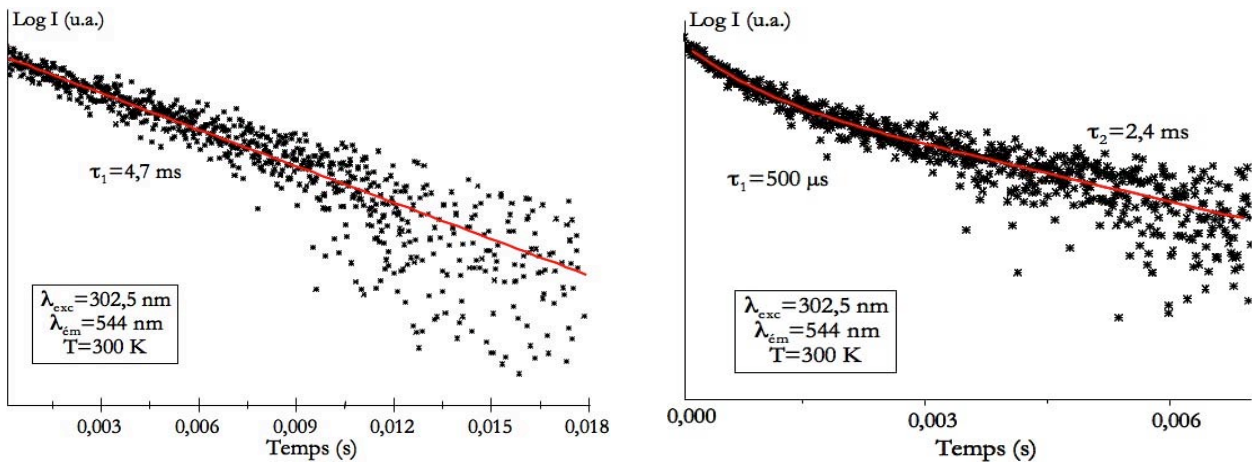 Log I (u.a.)
τ₁=4,7 ms
λexc=302,5 nm
λém=544 nm
T=300 K
0,003 0,006 0,009 0,012 0,015 0,018
Temps (s)
Log I (u.a.)
τ₂=2,4 ms
τ₁=500 μs
λexc=302,5 nm
λém=544 nm
T=300 K
0,000 0,003 0,006
Temps (s)